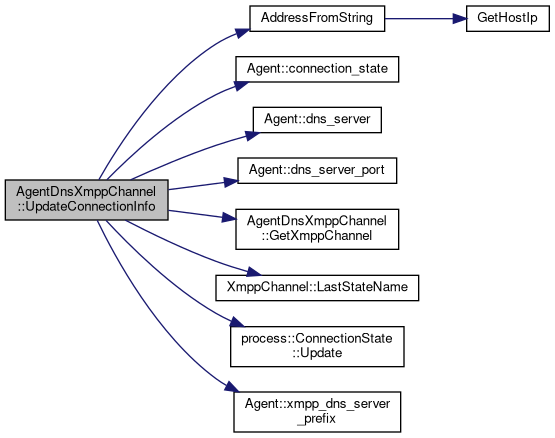 AddressFromString
GetHostIp
Agent::connection_state
Agent::dns_server
Agent::dns_server_port
AgentDnsXmppChannel
::UpdateConnectionInfo
AgentDnsXmppChannel
::GetXmppChannel
XmppChannel::LastStateName
process::ConnectionState
::Update
Agent::xmpp_dns_server
_prefix